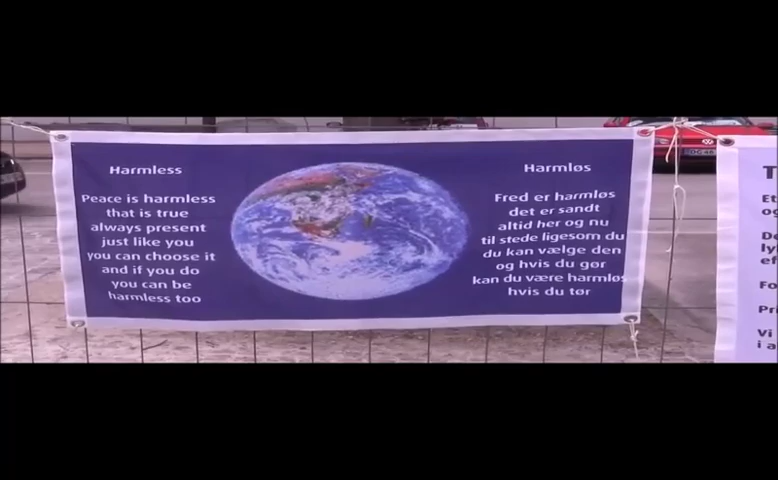 Harmless
Peace is harmless
that is true
always present
just like you
you can choose it
and if you do
you can be
harmless too
Harmløs
Fred er harmløs
det er sandt
altid her og nu
til stede ligesom du
du kan vælge den
og hvis du gør
kan du være harmløs
hvis du tør